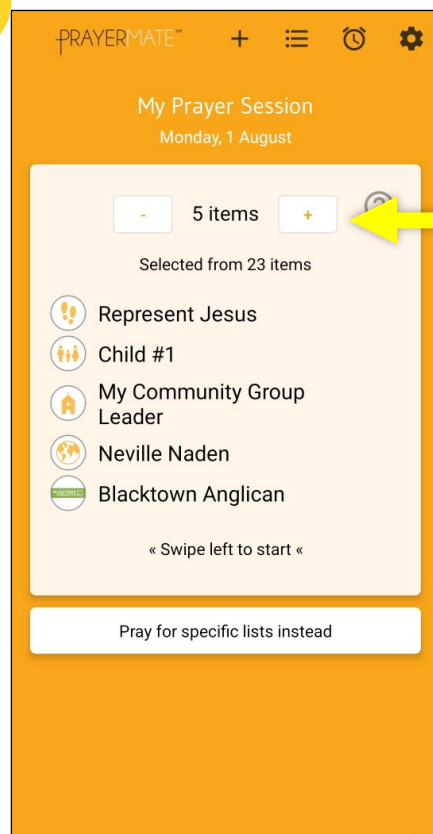 PRAYERMATE™ +
My Prayer Session
Monday, 1 August
- 5 items +
Selected from 23 items
Represent Jesus
Child #1
My Community Group
Leader
Neville Naden
Blacktown Anglican
« Swipe left to start «
Pray for specific lists instead